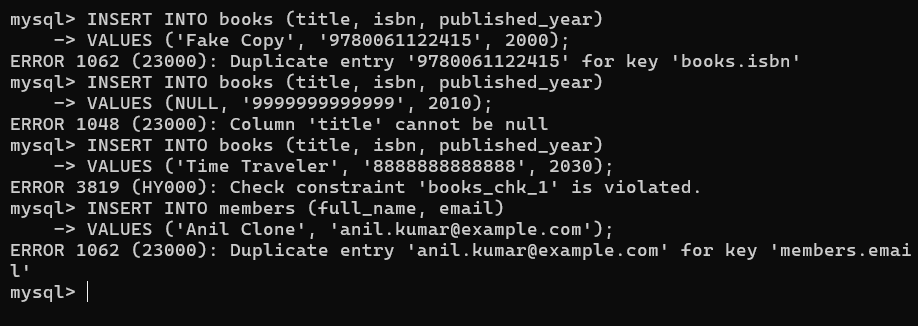 mysql> INSERT INTO books (title, isbn, published_year)
    -> VALUES ('Fake Copy', '9780061122415', 2000);
ERROR 1062 (23000): Duplicate entry '9780061122415' for key 'books.isbn'
mysql> INSERT INTO books (title, isbn, published_year)
    -> VALUES (NULL, '9999999999999', 2010);
ERROR 1048 (23000): Column 'title' cannot be null
mysql> INSERT INTO books (title, isbn, published_year)
    -> VALUES ('Time Traveler', '8888888888888', 2030);
ERROR 3819 (HY000): Check constraint 'books_chk_1' is violated.
mysql> INSERT INTO members (full_name, email)
    -> VALUES ('Anil Clone', 'anil.kumar@example.com');
ERROR 1062 (23000): Duplicate entry 'anil.kumar@example.com' for key 'members.emai
l'
mysql>